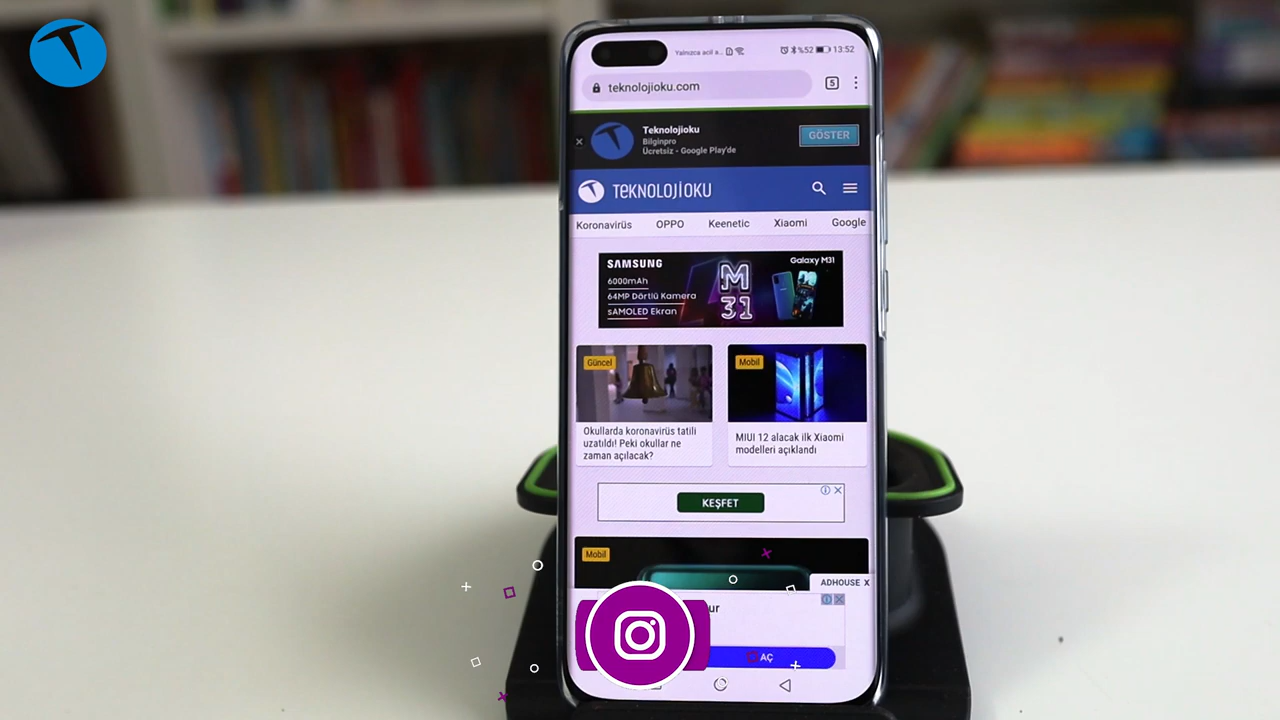 Yalnızca acil a...
%52
13:52
teknolojioku.com
5
Teknolojioku
Bilginpro
Ücretsiz - Google Play'de
GÖSTER
TEKNOLOJİOKU
Koronavirüs OPPO Keenetic Xiaomi Google
SAMSUNG
6000mAh
64MP Dörtlü Kamera
sAMOLED Ekran
M
31
Galaxy M31
Güncel
Okullarda koronavirüs tatili
uzatıldı! Peki okullar ne
zaman açılacak?
Mobil
MIUI 12 alacak ilk Xiaomi
modelleri açıklandı
KEŞFET
Mobil
ADHOUSE X
AÇ